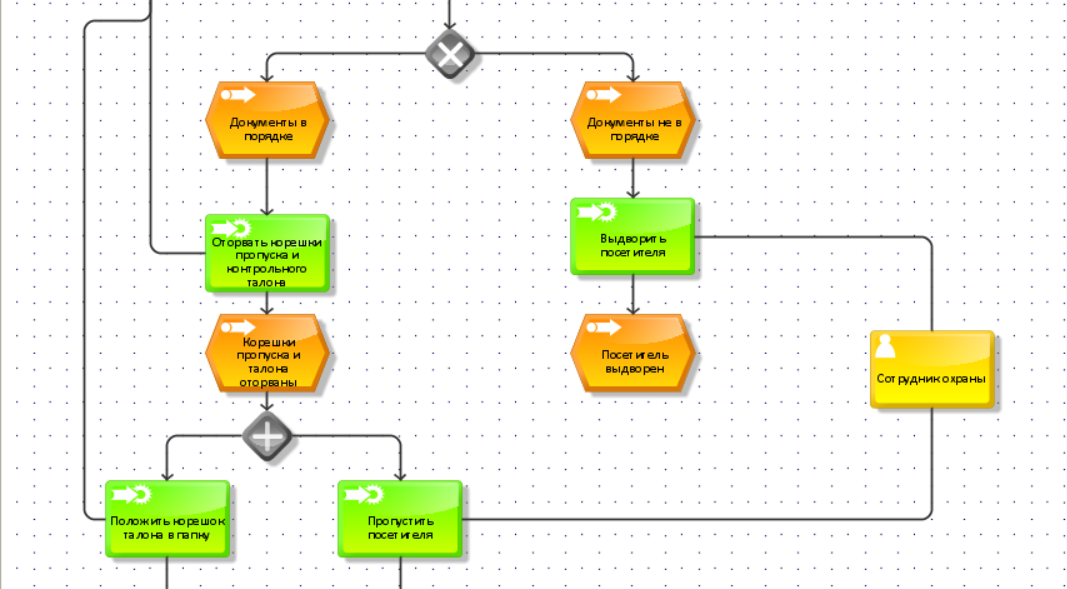 Документы в
порядке
Документы не в
порядке
Оторвать корешки
пропуска и
контрольного
талона
Выдворить
посетителя
Корешки
пропуска и
талона
оторваны
Посетитель
выдворен
Сотрудник охраны
Положить корешок
талона в папку
Пропустить
посетителя